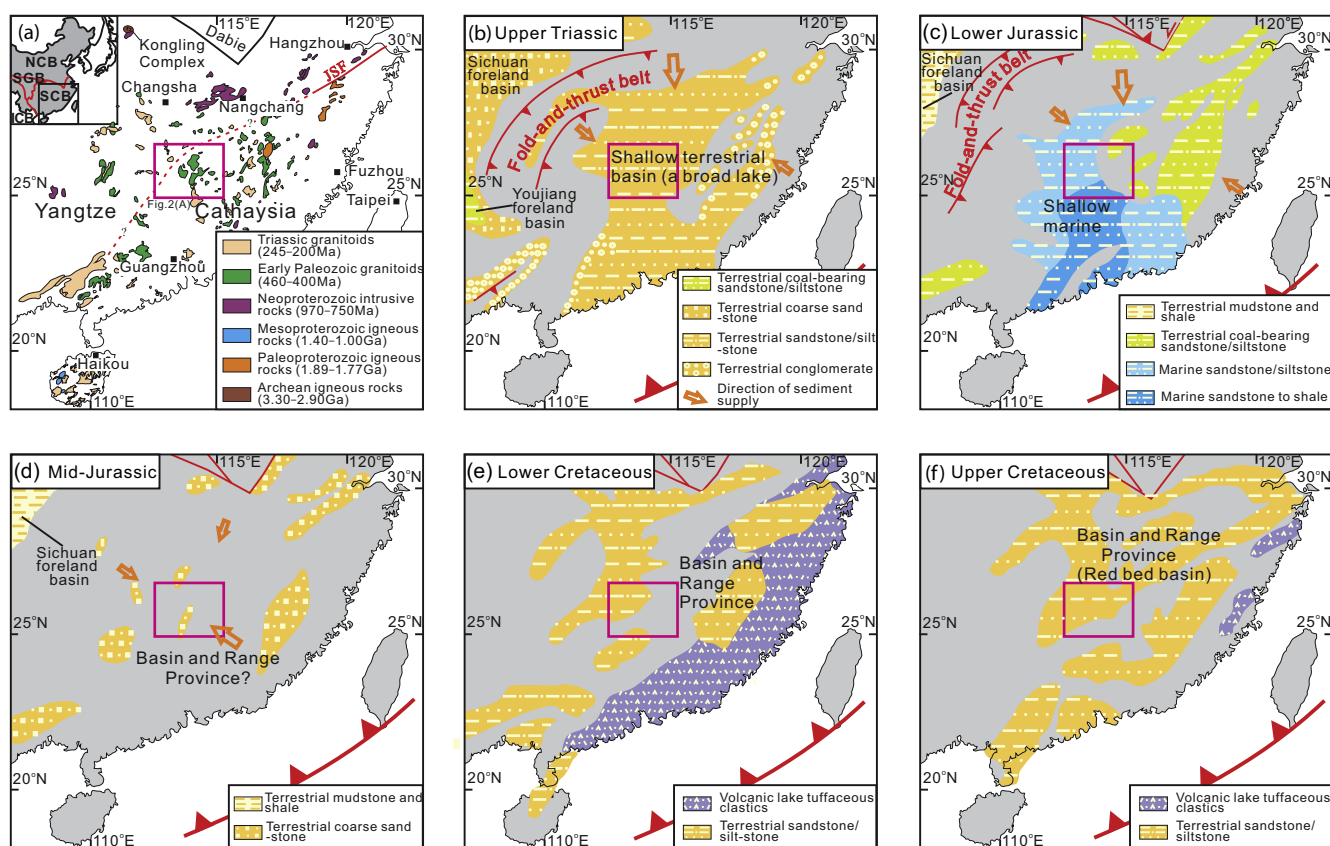 (a)
115°E
120°E
Dabie
Kongling
Complex
Hangzhou
30°N
NCB
SGB
SCB
ICB
JSF
Changsha
Nangchang
Fuzhou
25°N
25°N
Taipei
Fig.2(A)
Yangtze
Cathaysia
Guangzhou
20°N
Haikou
110°E
Triassic granitoids
(245–200Ma)
Early Paleozoic granitoids
(460–400Ma)
Neoproterozoic intrusive
rocks (970–750Ma)
Mesoproterozoic igneous
rocks (1.40–1.00Ga)
Paleoproterozoic igneous
rocks (1.89–1.77Ga)
Archean igneous rocks
(3.30–2.90Ga)
(b) Upper Triassic
115°E
120°E
30°N
Sichuan
foreland
basin
Fold-and-thrust belt
Shallow terrestrial
basin (a broad lake)
25°N
25°N
Youjiang
foreland
basin
20°N
110°E
Terrestrial coal-bearing
sandstone/siltstone
Terrestrial coarse sand
-stone
Terrestrial sandstone/silt
-stone
Terrestrial conglomerate
Direction of sediment
supply
(c) Lower Jurassic
115°E
120°E
30°N
Sichuan
foreland
basin
Fold-and-thrust belt
25°N
25°N
Shallow
marine
20°N
110°E
Terrestrial mudstone and
shale
Terrestrial coal-bearing
sandstone/siltstone
Marine sandstone/siltstone
Marine sandstone to shale
(d) Mid-Jurassic
115°E
120°E
30°N
Sichuan
foreland
basin
25°N
25°N
Basin and Range
Province?
20°N
110°E
Terrestrial mudstone and
shale
Terrestrial coarse sand
-stone
(e) Lower Cretaceous
115°E
120°E
30°N
Basin and
Range
Province
25°N
25°N
20°N
110°E
Volcanic lake tuffaceous
clastics
Terrestrial sandstone/
silt-stone
(f) Upper Cretaceous
115°E
120°E
30°N
Basin and Range
Province
(Red bed basin)
25°N
25°N
20°N
110°E
Volcanic lake tuffaceous
clastics
Terrestrial sandstone/
siltstone